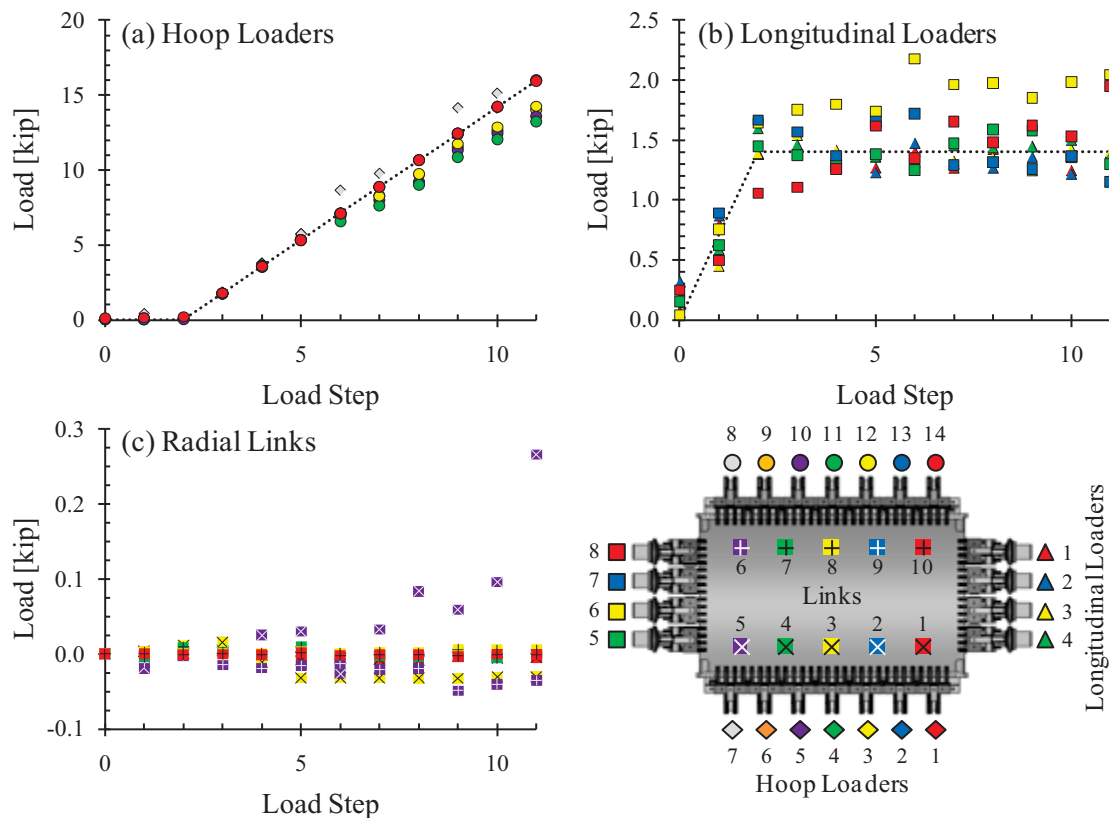 (a) Hoop Loaders
Load [kip]
20
15
10
5
0
0 5 10
Load Step
(b) Longitudinal Loaders
Load [kip]
2.5
2.0
1.5
1.0
0.5
0.0
0 5 10
Load Step
(c) Radial Links
Load [kip]
0.3
0.2
0.1
0.0
-0.1
0 5 10
Load Step
8 9 10 11 12 13 14
8
7
6
5
6 7 8 9 10
Links
5 4 3 2 1
1
2
3
4
Longitudinal Loaders
7 6 5 4 3 2 1
Hoop Loaders